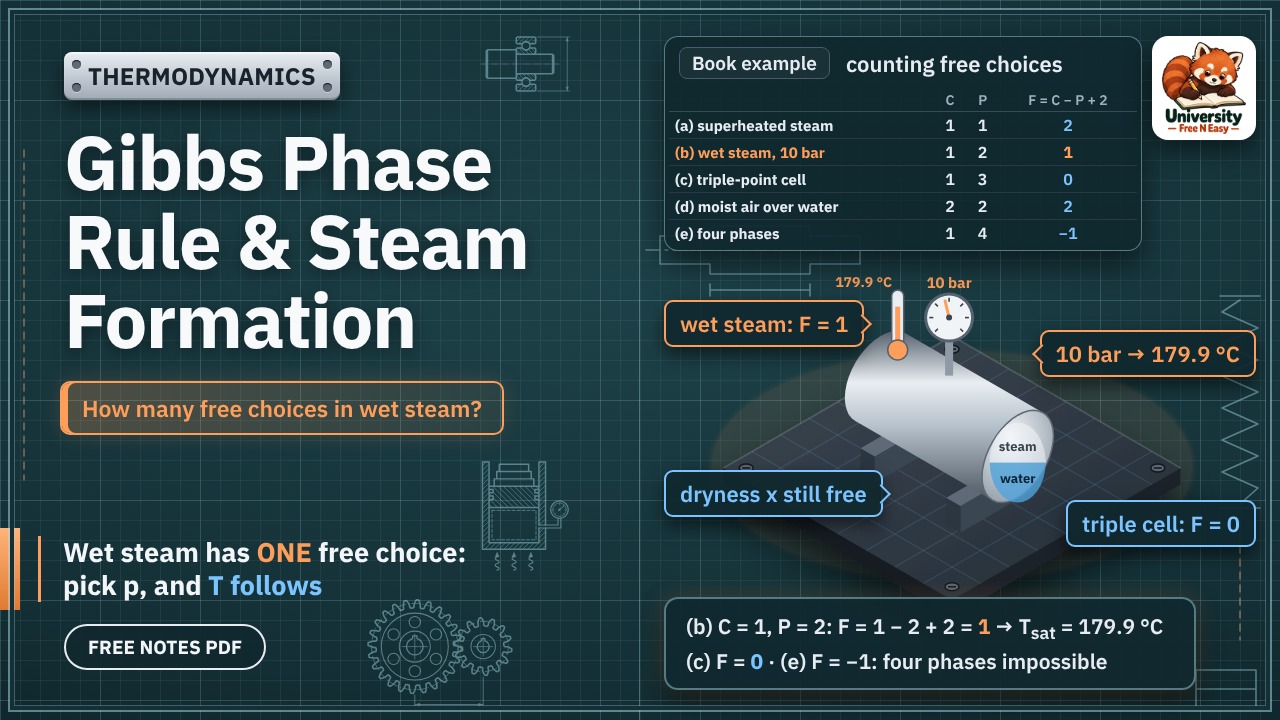 THERMODYNAMICS
Gibbs Phase
Rule & Steam
Formation
How many free choices in wet steam?
Wet steam has ONE free choice:
pick p, and T follows
FREE NOTES PDF
Book example counting free choices
C P F = C − P + 2
(a) superheated steam 1 1 2
(b) wet steam, 10 bar 1 2 1
(c) triple-point cell 1 3 0
(d) moist air over water 2 2 2
(e) four phases 1 4 −1
University
Free N Easy
179.9 °C 10 bar
wet steam: F = 1
10 bar → 179.9 °C
steam
water
dryness x still free
triple cell: F = 0
(b) C = 1, P = 2: F = 1 − 2 + 2 = 1 → Tsat = 179.9 °C
(c) F = 0 · (e) F = −1: four phases impossible